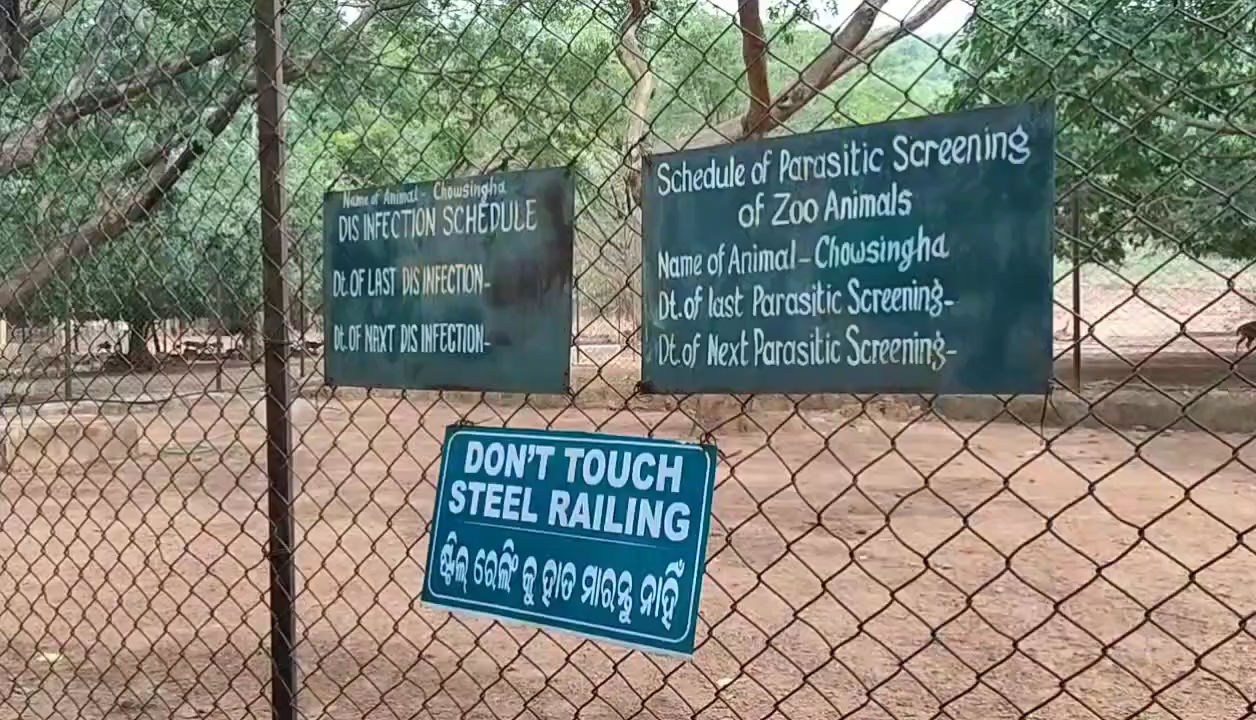 Name of Animal - Chowsingha
DIS INFECTION SCHEDULE
Dt. OF LAST DIS INFECTION-
Dt. OF NAXT DIS INFECTION-
Schedule of Parasitic Screening
of Zoo Animals
Name of Animal - Chowsingha
Dt. of last Parasitic Screening-
Dt. of Next Parasitic Screening-
DON'T TOUCH
STEEL RAILING
ଷ୍ଟିଲ୍ ରେଲିଂ କୁ ହାତ ମାରନ୍ତୁ ନାହିଁ